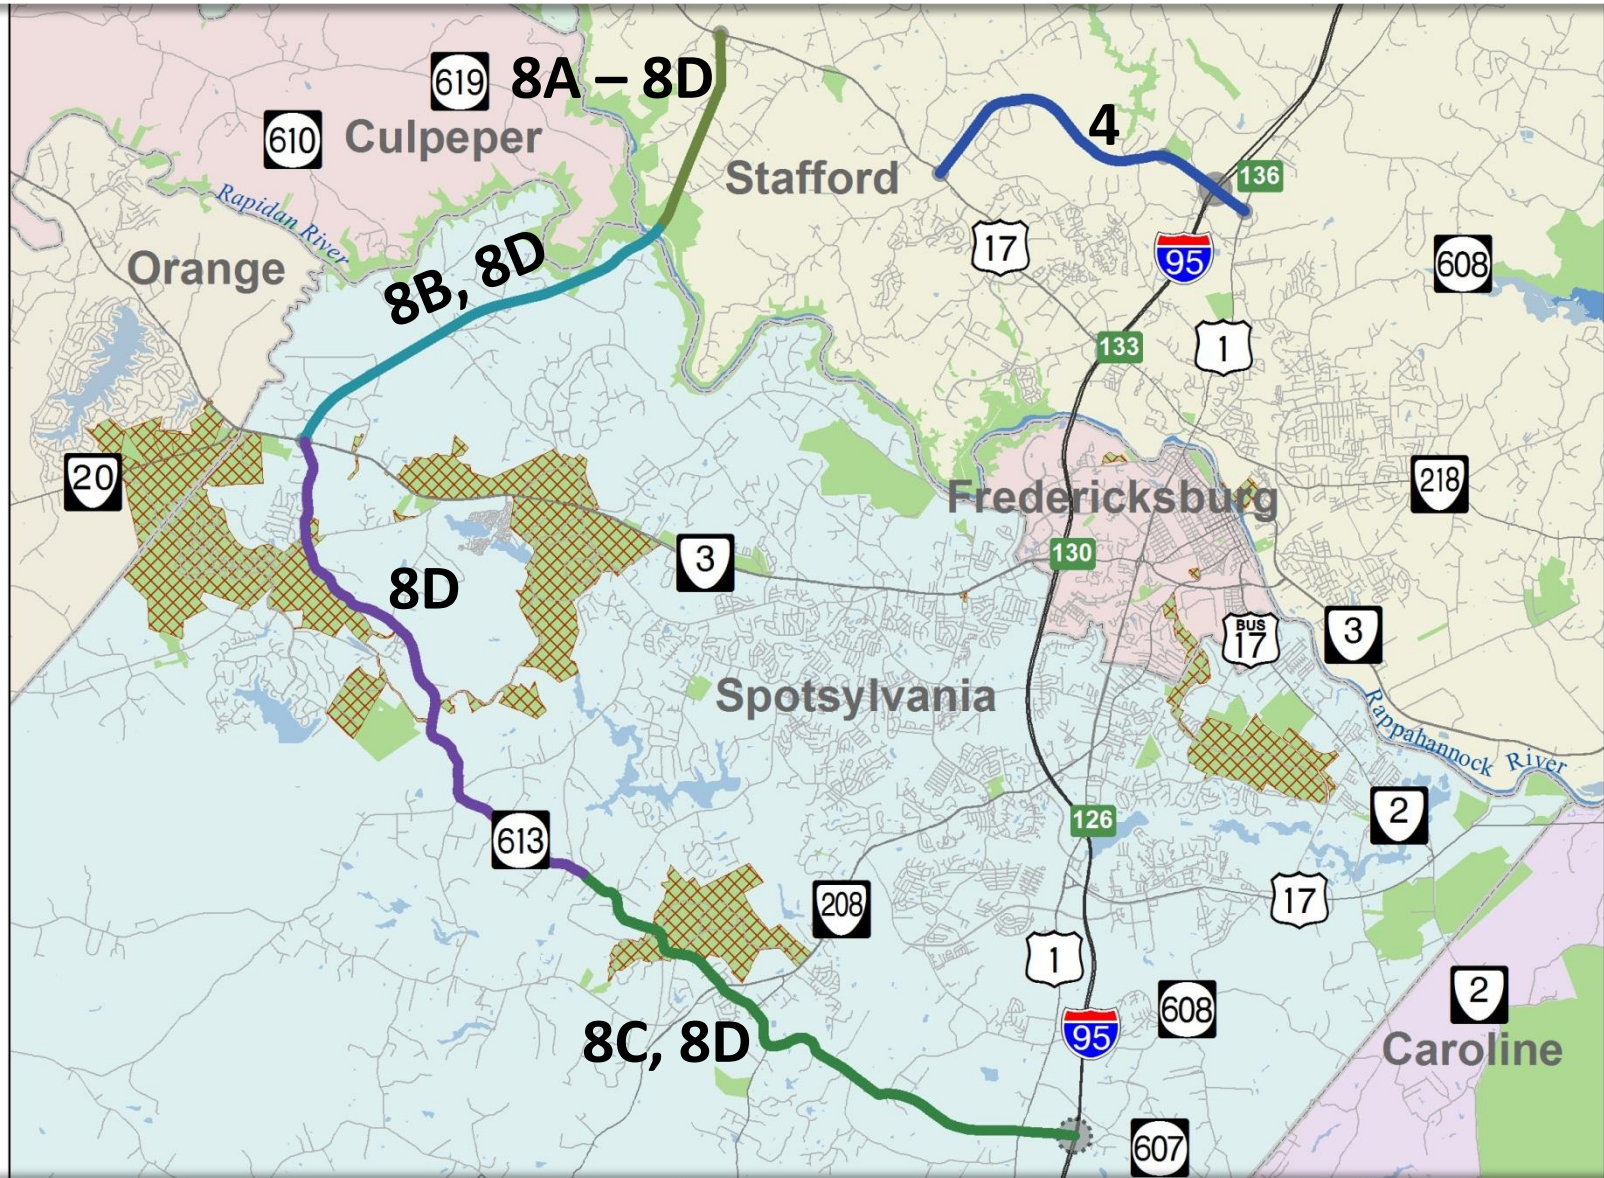 619
8A – 8D
610
Culpeper
4
Stafford
136
Rapidan River
17
95
608
Orange
8B, 8D
133
1
20
Fredericksburg
218
130
3
8D
BUS
17
3
Spotsylvania
Rappahannock River
613
126
2
208
17
1
2
608
8C, 8D
95
Caroline
607